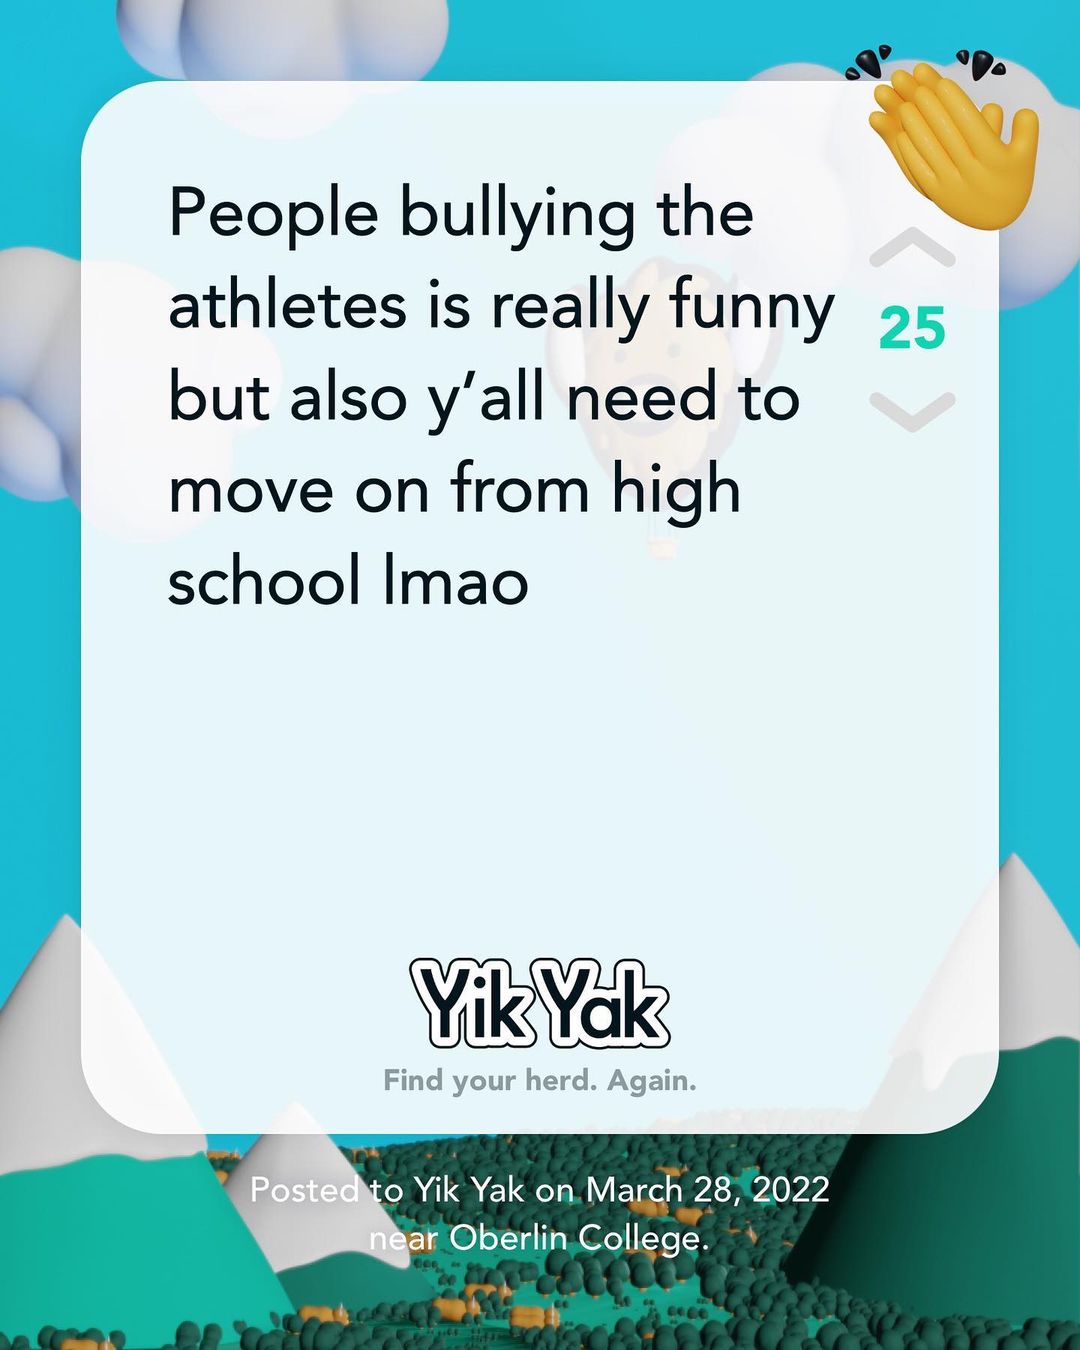 People bullying the
athletes is really funny
but also y’all need to
move on from high
school lmao
25
Yik Yak
Find your herd. Again.
Posted to Yik Yak on March 28, 2022
near Oberlin College.